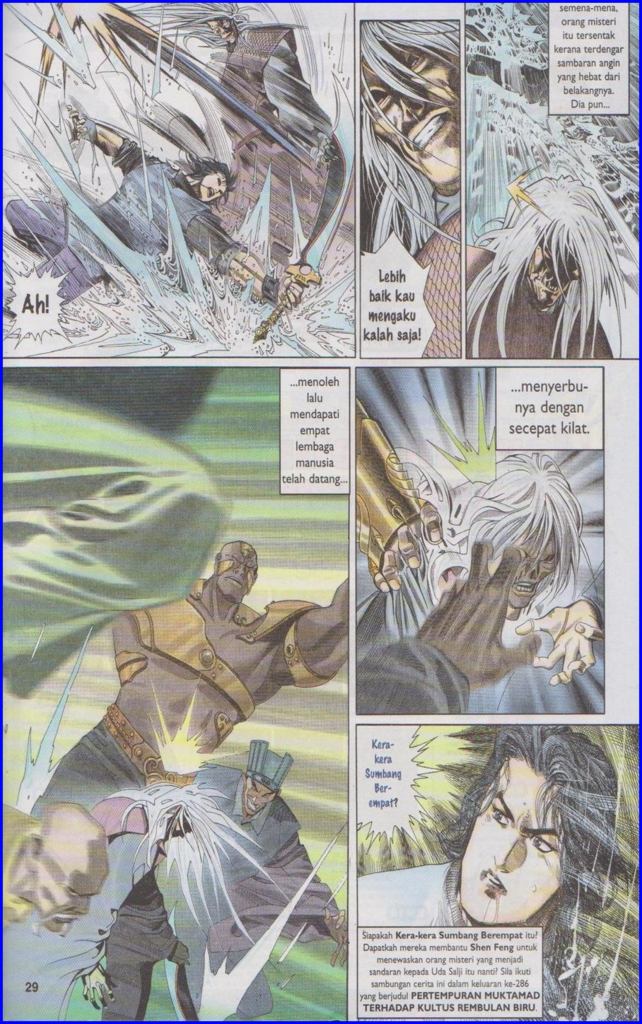 semena-mena,
orang misteri
itu tersentak
kerana terdengar
sambaran angin
yang hebat dari
belakangnya.
Dia pun...
Ah!
Lebih
baik kau
mengaku
kalah saja!
...menoleh
lalu
mendapati
empat
lembaga
manusia
telah datang...
...menyerbu-
nya dengan
secepat kilat.
Kera-
kera
Sumbang
Ber-
empat?
Siapakah Kera-kera Sumbang Berempat itu?
Dapatkah mereka membantu Shen Feng untuk
menewaskan orang misteri yang menjadi
sandaran kepada Uda Salji itu nanti? Sila ikuti
sambungan cerita ini dalam keluaran ke-286
yang berjudul PERTEMPURAN MUKTAMAD
TERHADAP KULTUS REMBULAN BIRU.
29